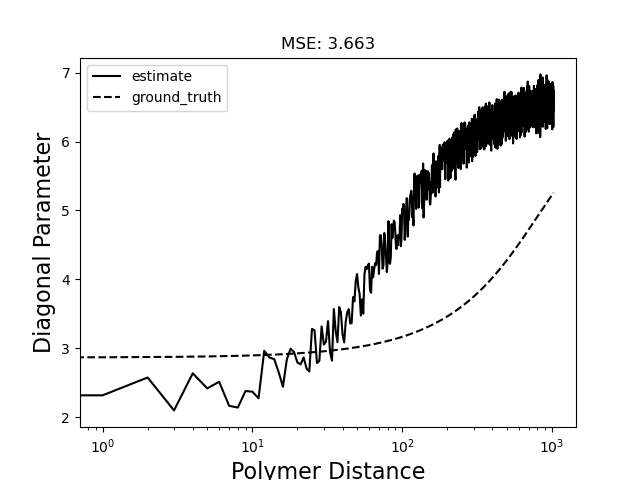 MSE: 3.663
estimate
ground_truth
7
6
5
4
3
2
Diagonal Parameter
10⁰
10¹
10²
10³
Polymer Distance